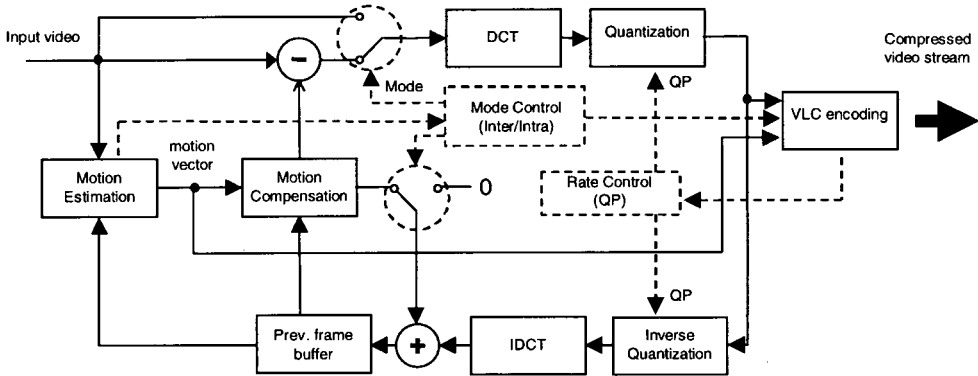 Input video
DCT
Quantization
Compressed
video stream
−
Mode
QP
Mode Control
(Inter/Intra)
VLC encoding
motion
vector
Motion
Estimation
Motion
Compensation
0
Rate Control
(QP)
QP
Prev. frame
buffer
+
IDCT
Inverse
Quantization